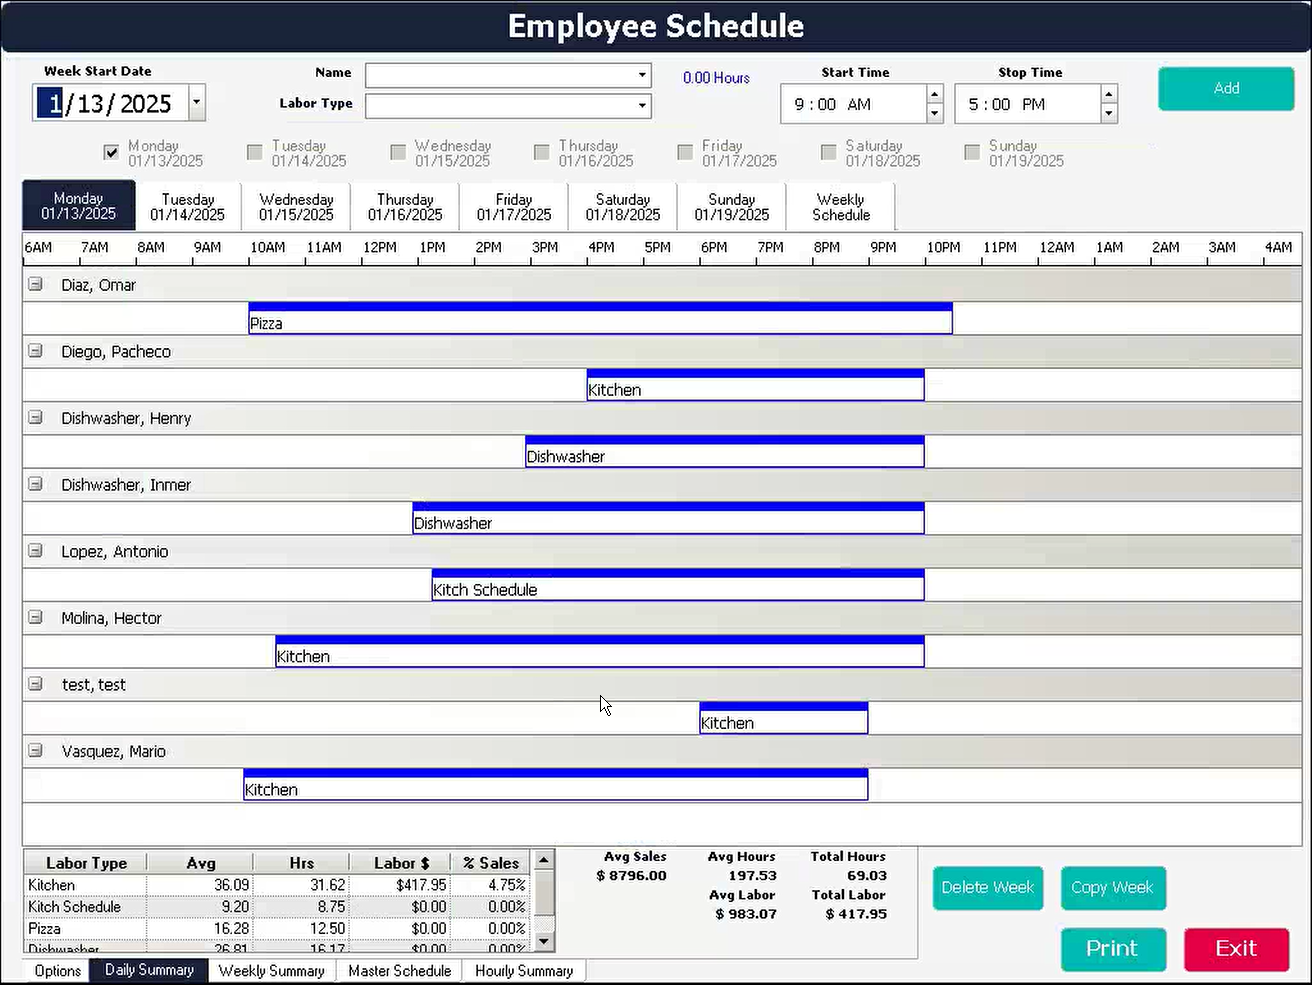 Employee Schedule
Week Start Date
1/13/2025
Name
Labor Type
0.00 Hours
Start Time
9:00 AM
Stop Time
5:00 PM
Add
Monday
01/13/2025
Tuesday
01/14/2025
Wednesday
01/15/2025
Thursday
01/16/2025
Friday
01/17/2025
Saturday
01/18/2025
Sunday
01/19/2025
Monday
01/13/2025
Tuesday
01/14/2025
Wednesday
01/15/2025
Thursday
01/16/2025
Friday
01/17/2025
Saturday
01/18/2025
Sunday
01/19/2025
Weekly
Schedule
6AM 7AM 8AM 9AM 10AM 11AM 12PM 1PM 2PM 3PM 4PM 5PM 6PM 7PM 8PM 9PM 10PM 11PM 12AM 1AM 2AM 3AM 4AM
Diaz, Omar
Pizza
Diego, Pacheco
Kitchen
Dishwasher, Henry
Dishwasher
Dishwasher, Inmer
Dishwasher
Lopez, Antonio
Kitch Schedule
Molina, Hector
Kitchen
test, test
Kitchen
Vasquez, Mario
Kitchen
Labor Type Avg Hrs Labor $ % Sales
Kitchen 36.09 31.62 $417.95 4.75%
Kitch Schedule 9.20 8.75 $0.00 0.00%
Pizza 16.28 12.50 $0.00 0.00%
Dishwasher 26.81 16.17 $0.00 0.00%
Avg Sales
$ 8796.00
Avg Hours
197.53
Avg Labor
$ 983.07
Total Hours
69.03
Total Labor
$ 417.95
Delete Week
Copy Week
Print
Exit
Options
Daily Summary
Weekly Summary
Master Schedule
Hourly Summary